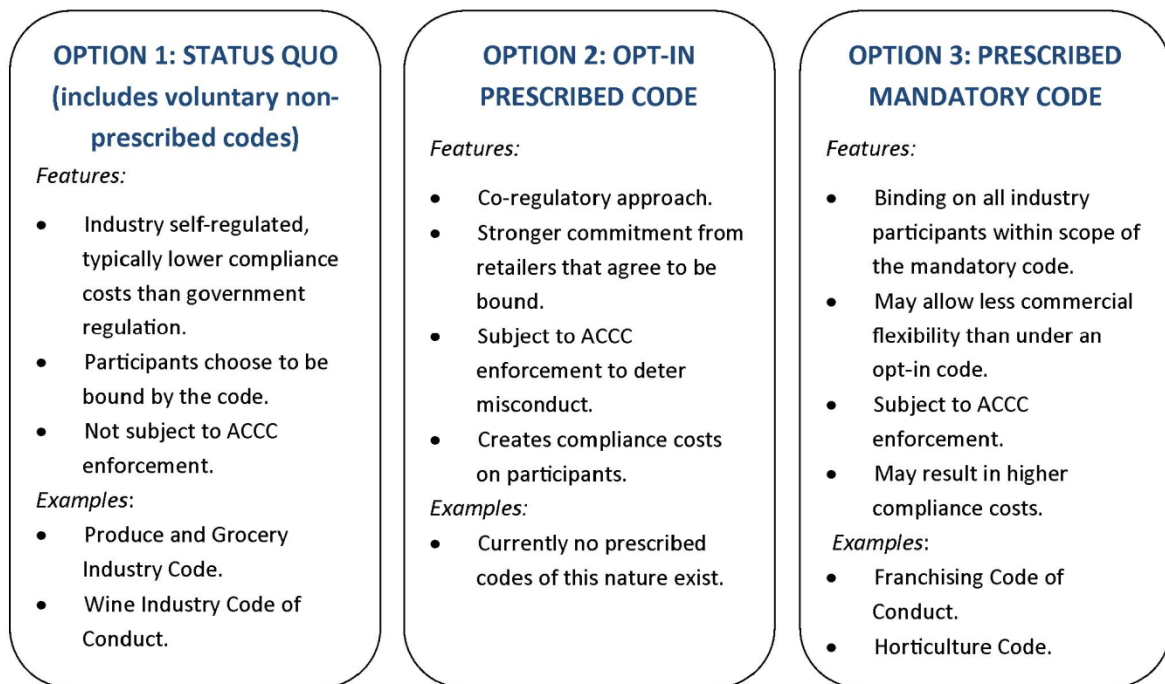 OPTION 1: STATUS QUO
(includes voluntary non-
prescribed codes)
Features:
• Industry self-regulated,
typically lower compliance
costs than government
regulation.
• Participants choose to be
bound by the code.
• Not subject to ACCC
enforcement.
Examples:
• Produce and Grocery
Industry Code.
• Wine Industry Code of
Conduct.
OPTION 2: OPT-IN
PRESCRIBED CODE
Features:
• Co-regulatory approach.
• Stronger commitment from
retailers that agree to be
bound.
• Subject to ACCC
enforcement to deter
misconduct.
• Creates compliance costs
on participants.
Examples:
• Currently no prescribed
codes of this nature exist.
OPTION 3: PRESCRIBED
MANDATORY CODE
Features:
• Binding on all industry
participants within scope of
the mandatory code.
• May allow less commercial
flexibility than under an
opt-in code.
• Subject to ACCC
enforcement.
• May result in higher
compliance costs.
Examples:
• Franchising Code of
Conduct.
• Horticulture Code.